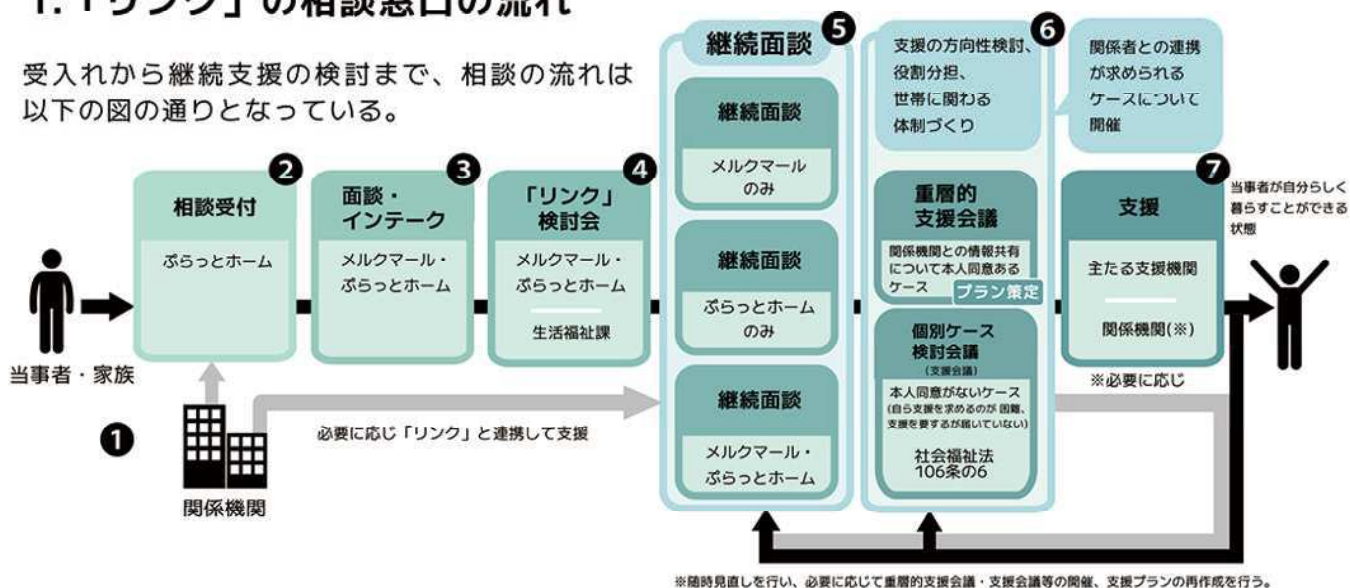 1.「リンク」の相談窓口の流れ
受入れから継続支援の検討まで、相談の流れは
以下の図の通りとなっている。
❶
当事者・家族
関係機関
必要に応じ「リンク」と連携して支援
❷
相談受付
ぷらっとホーム
❸
面談・
インテーク
メルクマール・
ぷらっとホーム
❹
「リンク」
検討会
メルクマール・
ぷらっとホーム
生活福祉課
❺
継続面談
継続面談
メルクマール
のみ
継続面談
ぷらっとホーム
のみ
継続面談
メルクマール・
ぷらっとホーム
❻
支援の方向性検討、
役割分担、
世帯に関わる
体制づくり
関係者との連携
が求められる
ケースについて
開催
重層的
支援会議
関係機関との情報共有
について本人同意ある
ケース
プラン策定
個別ケース
検討会議
(支援会議)
本人同意がないケース
(自ら支援を求めるのが 困難、
支援を要するが届いていない)
社会福祉法
106条の6
❼
支援
主たる支援機関
関係機関(※)
※必要に応じ
当事者が自分らしく
暮らすことができる
状態
※随時見直しを行い、必要に応じて重層的支援会議・支援会議等の開催、支援プランの再作成を行う。